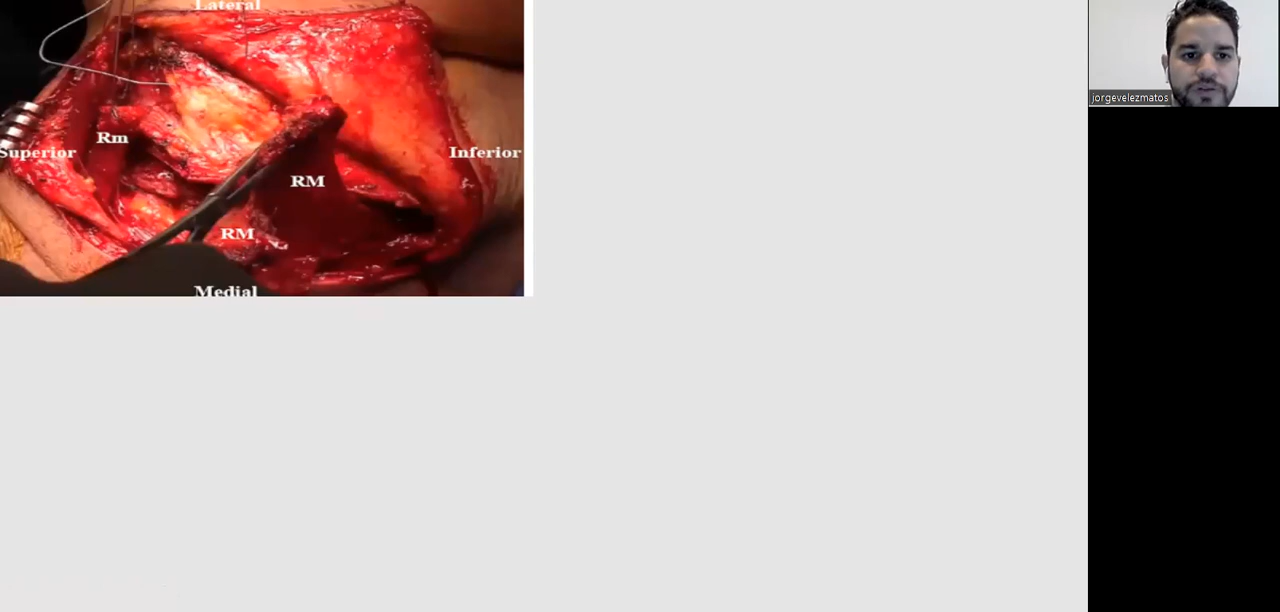 Lateral
jorgevelezmatos
Rm
Superior
Inferior
RM
RM
Medial